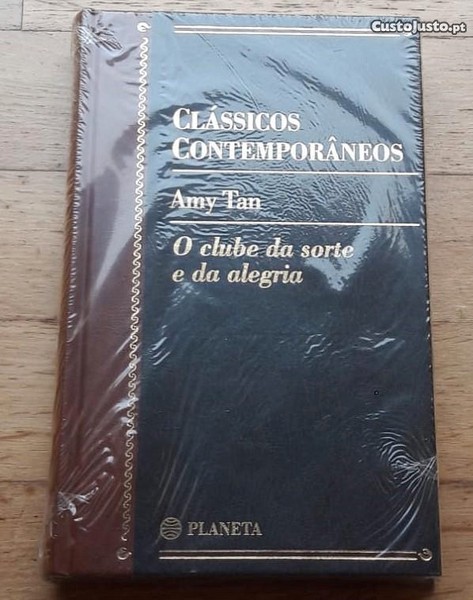 CustoJusto.pt
CLÁSSICOS
CONTEMPORÂNEOS
Amy Tan
O clube da sorte
e da alegria
PLANETA